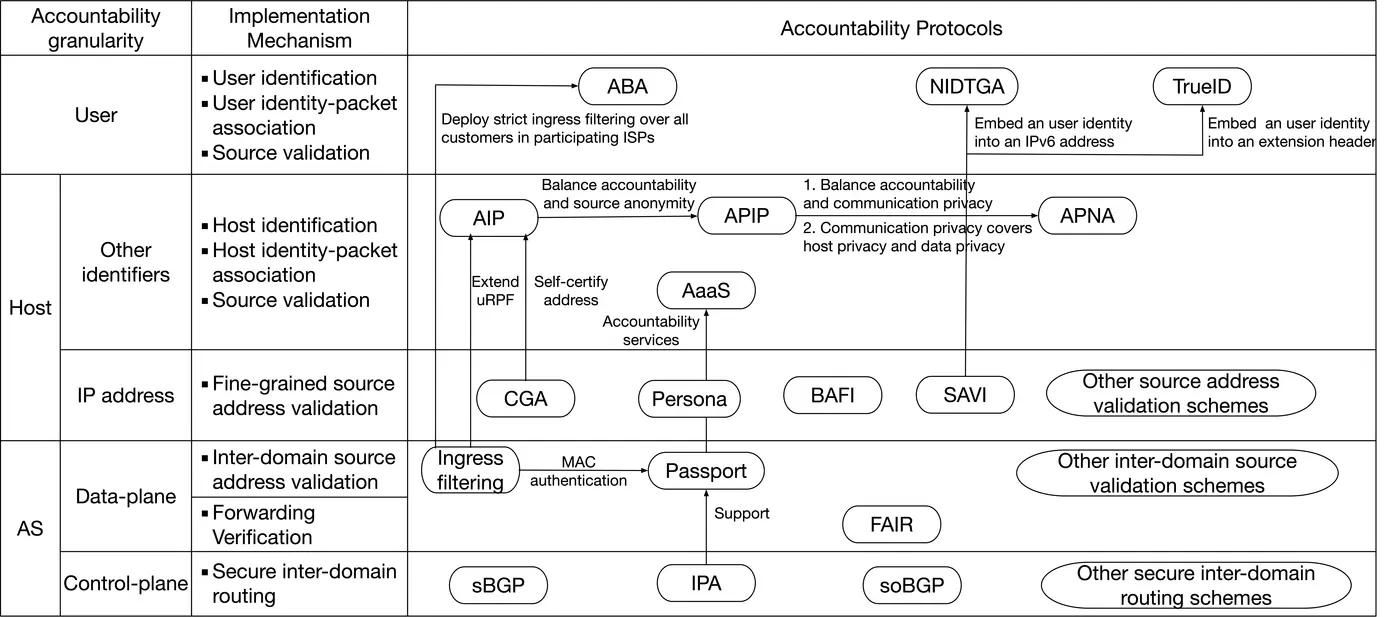 Accountability
granularity
Implementation
Mechanism
Accountability Protocols
User
▪ User identification
▪ User identity-packet
association
▪ Source validation
ABA
NIDTGA
TrueID
Deploy strict ingress filtering over all
customers in participating ISPs
Embed an user identity
into an IPv6 address
Embed an user identity
into an extension header
Host
Other
identifiers
▪ Host identification
▪ Host identity-packet
association
▪ Source validation
AIP
Balance accountability
and source anonymity
APIP
1. Balance accountability
and communication privacy
2. Communication privacy covers
host privacy and data privacy
APNA
Extend
uRPF
Self-certify
address
AaaS
Accountability
services
IP address
▪ Fine-grained source
address validation
CGA
Persona
BAFI
SAVI
Other source address
validation schemes
AS
Data-plane
▪ Inter-domain source
address validation
Ingress
filtering
MAC
authentication
Passport
Other inter-domain source
validation schemes
▪ Forwarding
Verification
Support
FAIR
Control-plane
▪ Secure inter-domain
routing
sBGP
IPA
soBGP
Other secure inter-domain
routing schemes